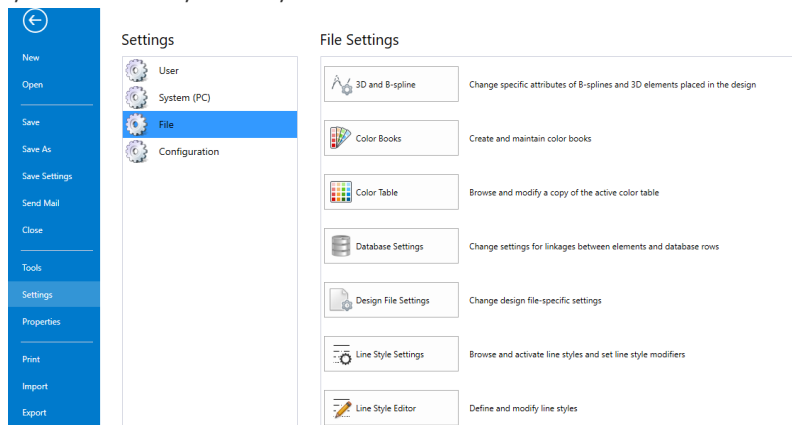 New
Open
Save
Save As
Save Settings
Send Mail
Close
Tools
Settings
Properties
Print
Import
Export
Settings
User
System (PC)
File
Configuration
File Settings
3D and B-spline
Change specific attributes of B-splines and 3D elements placed in the design
Color Books
Create and maintain color books
Color Table
Browse and modify a copy of the active color table
Database Settings
Change settings for linkages between elements and database rows
Design File Settings
Change design file-specific settings
Line Style Settings
Browse and activate line styles and set line style modifiers
Line Style Editor
Define and modify line styles